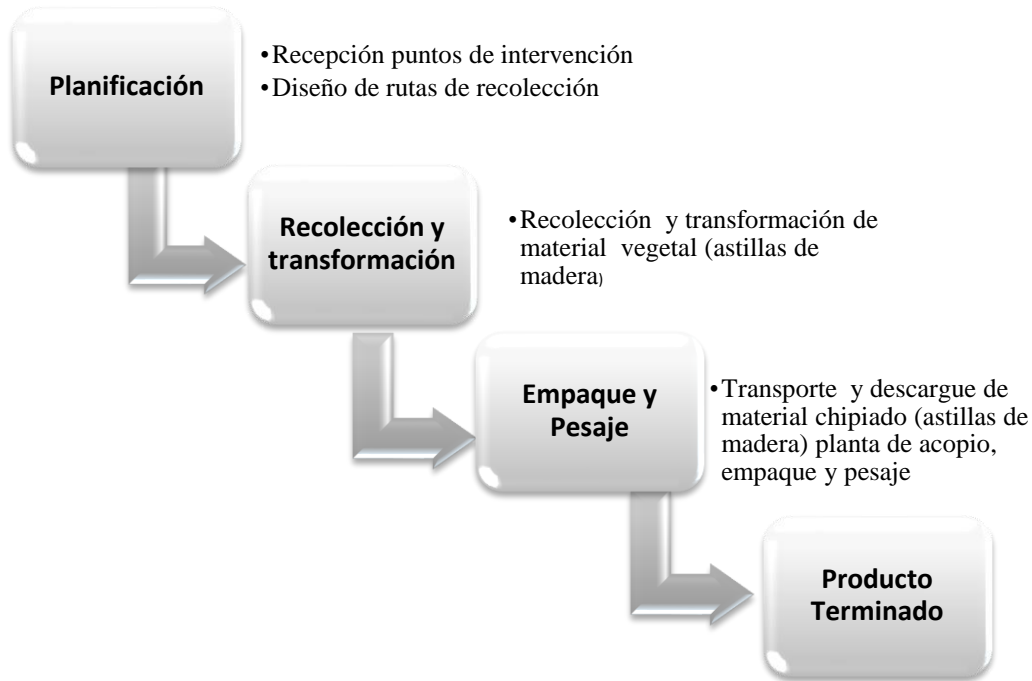 Planificación
•Recepción puntos de intervención
•Diseño de rutas de recolección
Recolección y
transformación
•Recolección y transformación de
material vegetal (astillas de
madera)
Empaque y
Pesaje
•Transporte y descargue de
material chipiado (astillas de
madera) planta de acopio,
empaque y pesaje
Producto
Terminado